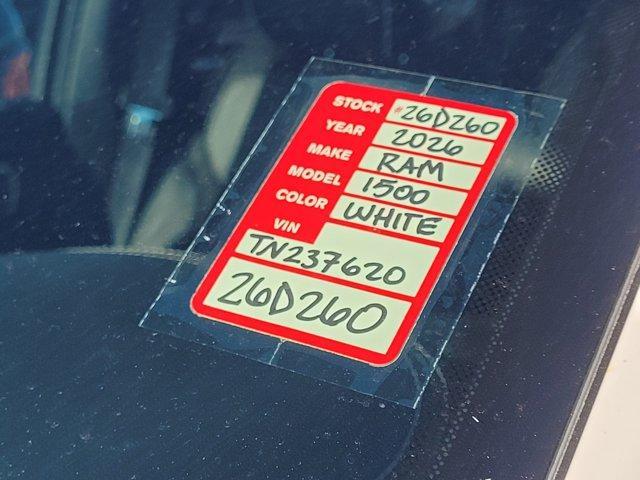 STOCK #26D260
YEAR 2026
MAKE RAM
MODEL 1500
COLOR WHITE
VIN
TN237620
26D260